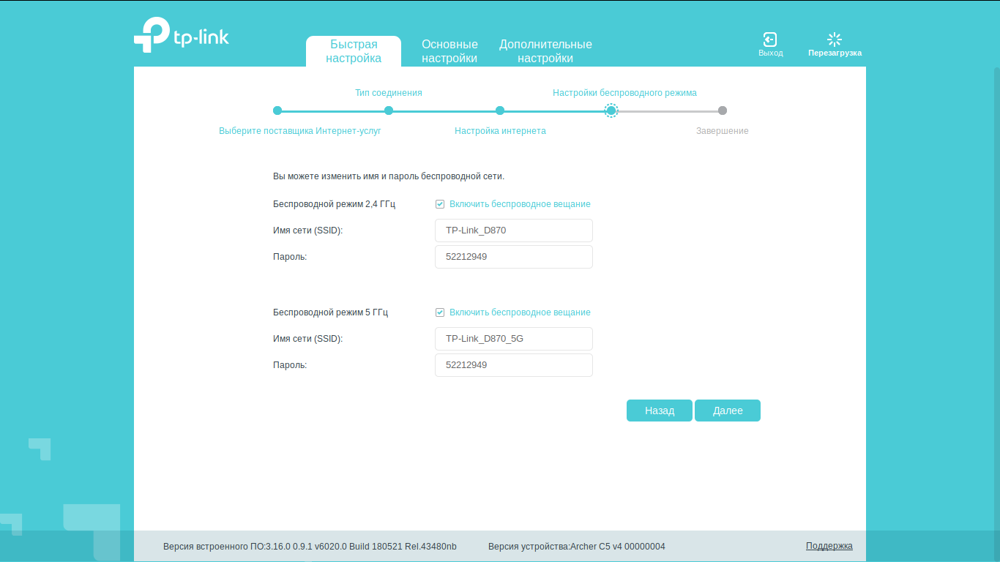 tp-link
Быстрая
настройка
Основные
настройки
Дополнительные
настройки
Выход
Перезагрузка
Тип соединения
Настройки беспроводного режима
Выберите поставщика Интернет-услуг
Настройка интернета
Завершение
Вы можете изменить имя и пароль беспроводной сети.
Беспроводной режим 2,4 ГГц
Включить беспроводное вещание
Имя сети (SSID):
TP-Link_D870
Пароль:
52212949
Беспроводной режим 5 ГГц
Включить беспроводное вещание
Имя сети (SSID):
TP-Link_D870_5G
Пароль:
52212949
Назад
Далее
Версия встроенного ПО:3.16.0 0.9.1 v6020.0 Build 180521 Rel.43480nb
Версия устройства:Archer C5 v4 00000004
Поддержка